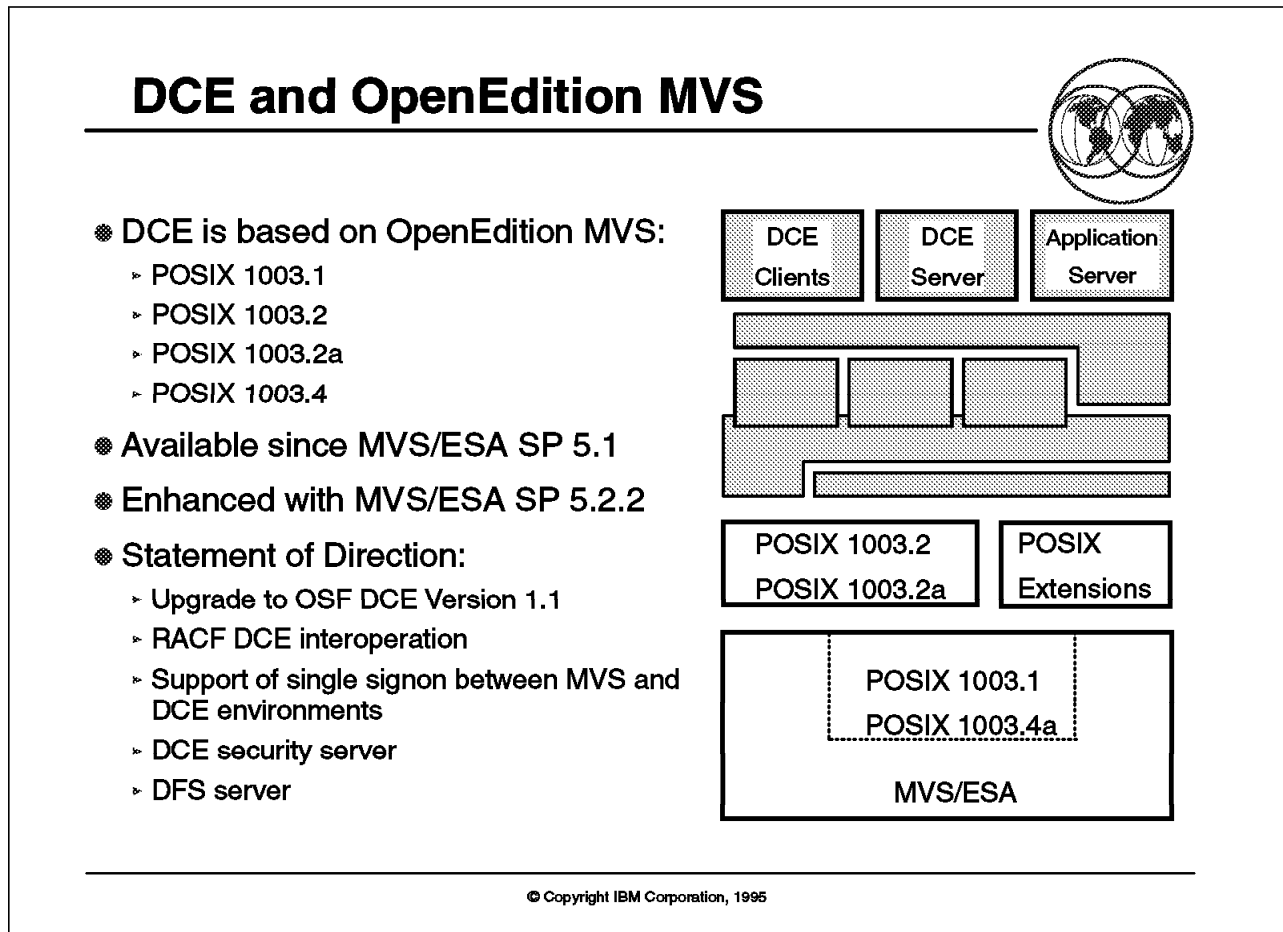 DCE and OpenEdition MVS
DCE is based on OpenEdition MVS:
POSIX 1003.1
POSIX 1003.2
POSIX 1003.2a
POSIX 1003.4
Available since MVS/ESA SP 5.1
Enhanced with MVS/ESA SP 5.2.2
Statement of Direction:
Upgrade to OSF DCE Version 1.1
RACF DCE interoperation
Support of single signon between MVS and
DCE environments
DCE security server
DFS server
DCE
Clients
DCE
Server
Application
Server
POSIX 1003.2
POSIX 1003.2a
POSIX
Extensions
POSIX 1003.1
POSIX 1003.4a
MVS/ESA
© Copyright IBM Corporation, 1995